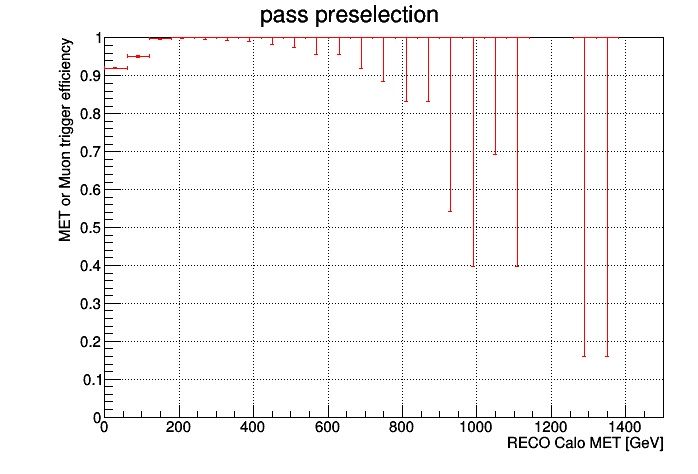 pass preselection
MET or Muon trigger efficiency
1
0.9
0.8
0.7
0.6
0.5
0.4
0.3
0.2
0.1
0
0 200 400 600 800 1000 1200 1400
RECO Calo MET [GeV]